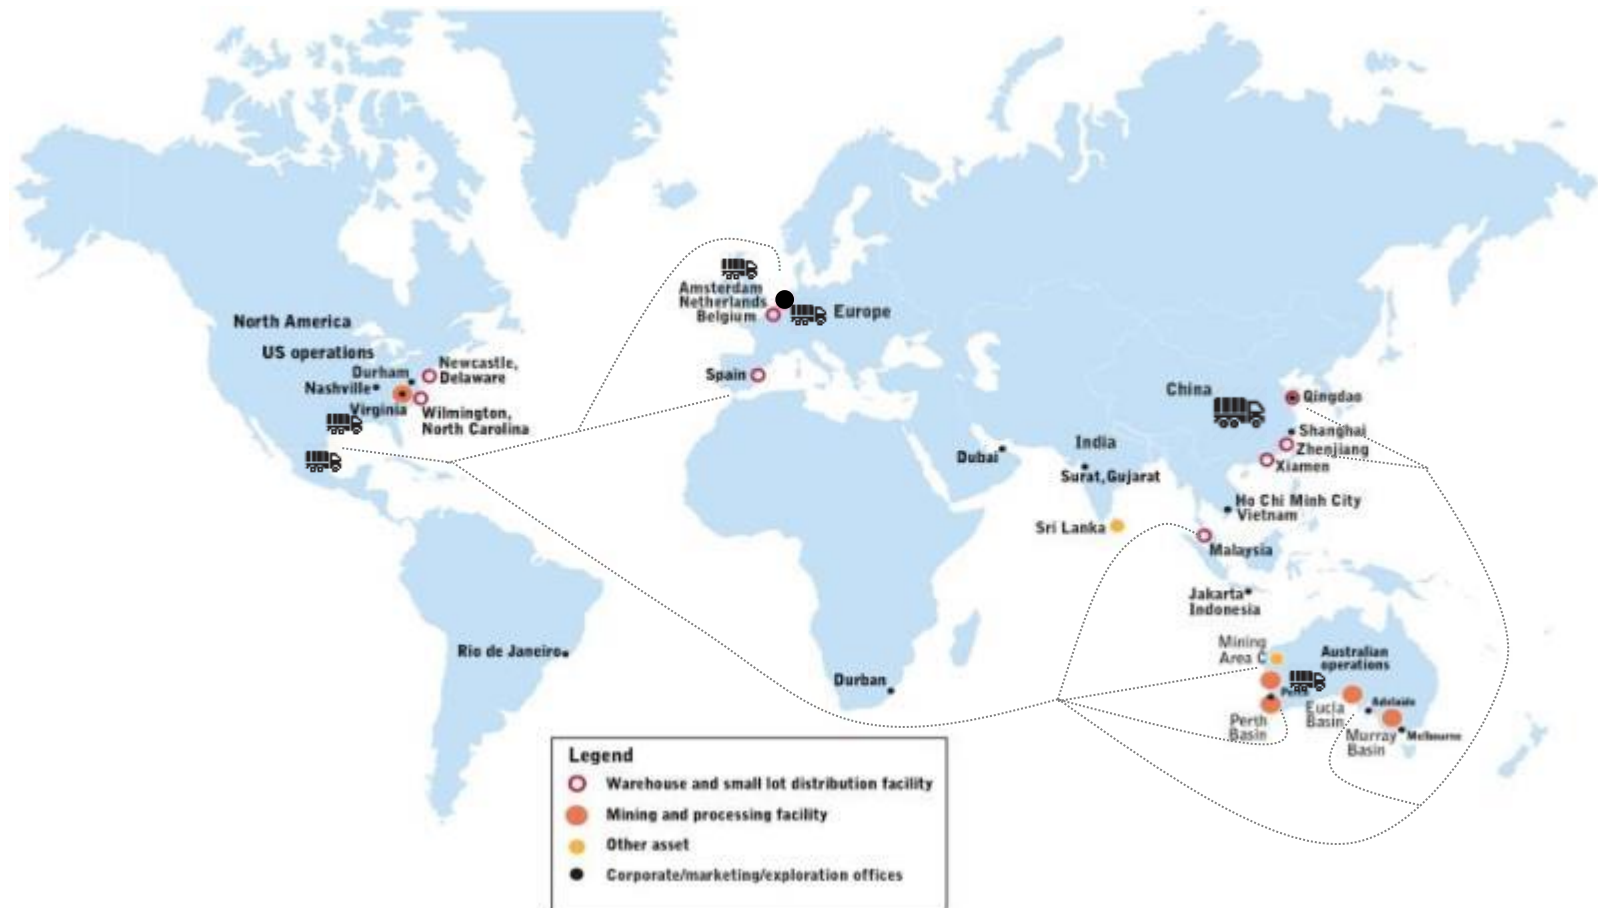 North America
US operations
Durham
Nashville
Virginia
Newcastle,
Delaware
Wilmington,
North Carolina
Amsterdam
Netherlands
Belgium
Europe
Spain
China
Qingdao
Shanghai
Zhenjiang
Xiamen
India
Dubai
Surat, Gujarat
Ho Chi Minh City
Vietnam
Sri Lanka
Malaysia
Jakarta
Indonesia
Rio de Janeiro
Durban
Mining
Area C
Australian
operations
Perth
Perth
Basin
Eucla
Basin
Adelaide
Murray
Basin
Melbourne
Legend
Warehouse and small lot distribution facility
Mining and processing facility
Other asset
Corporate/marketing/exploration offices